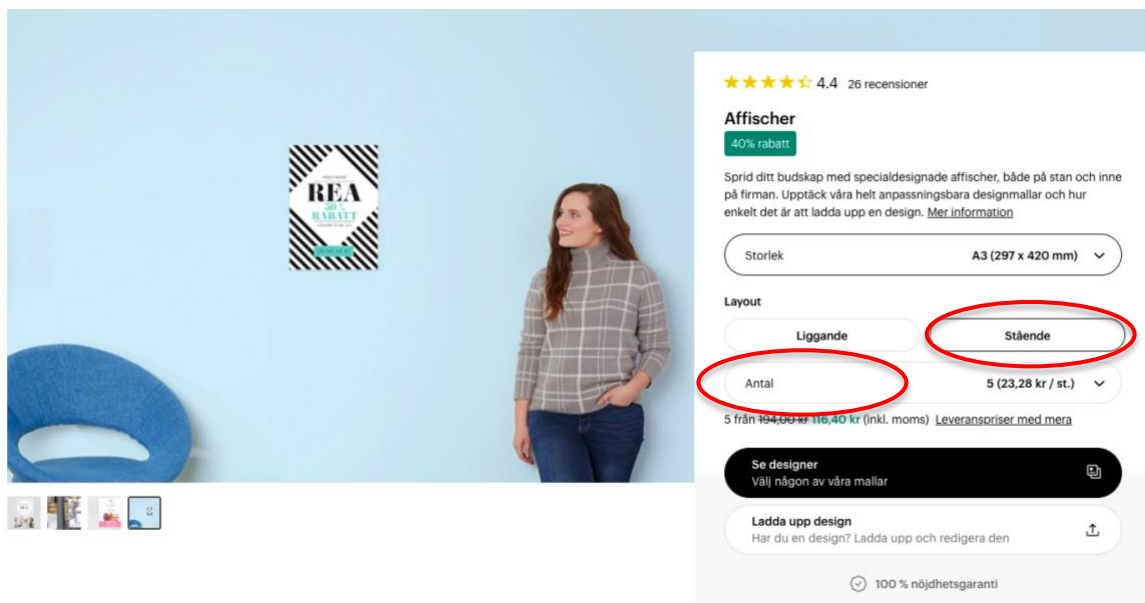 REA
50 %
RABATT
4.4 26 recensioner
Affischer
40% rabatt
Sprid ditt budskap med specialdesignade affischer, både på stan och inne
på firman. Upptäck våra helt anpassningsbara designmallar och hur
enkelt det är att ladda upp en design. Mer information
Storlek A3 (297 x 420 mm)
Layout
Liggande Stående
Antal 5 (23,28 kr / st.)
5 från 194,00 kr 116,40 kr (inkl. moms) Leveranspriser med mera
Se designer
Välj någon av våra mallar
Ladda upp design
Har du en design? Ladda upp och redigera den
100 % nöjdhetsgaranti